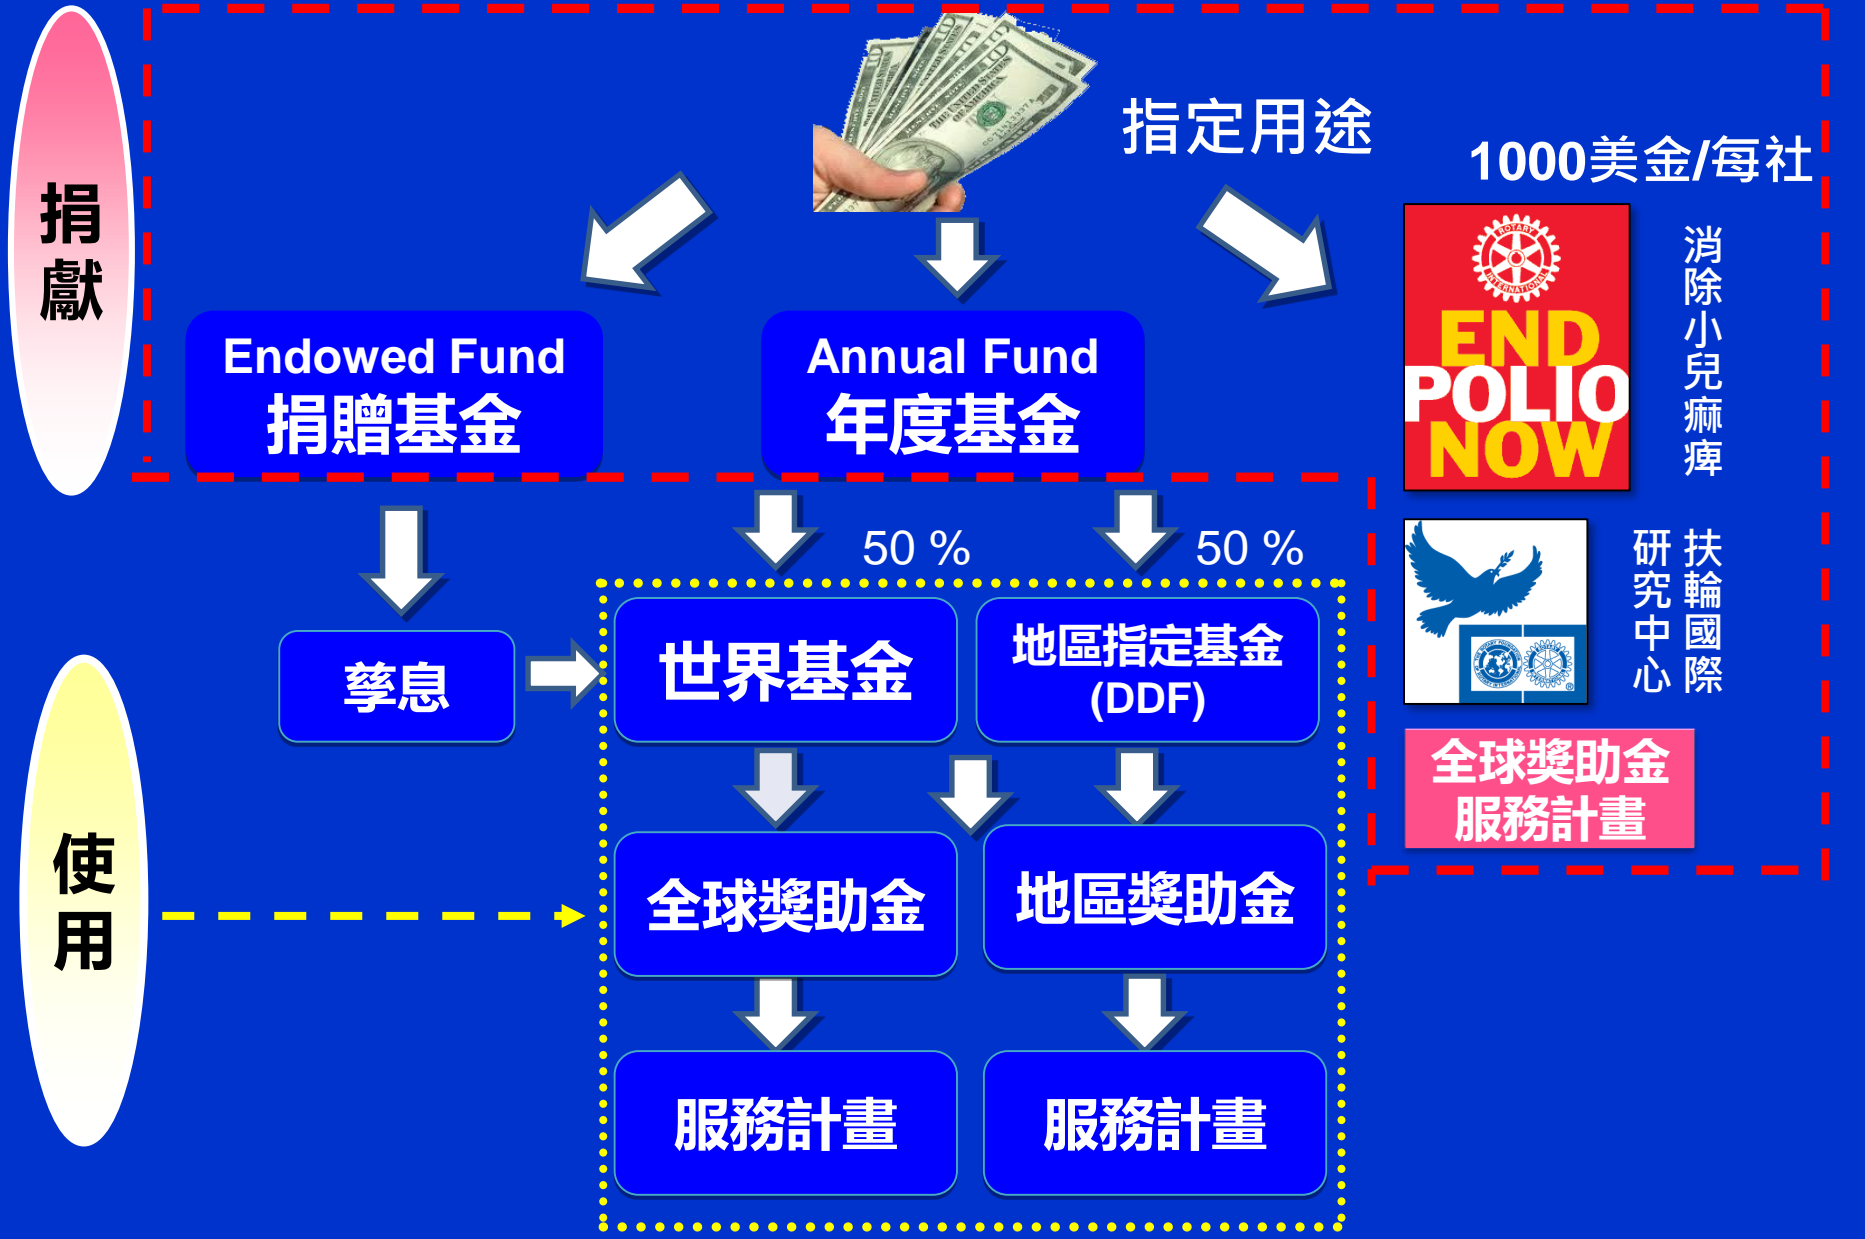 捐獻
指定用途
1000美金/每社
Endowed Fund
捐贈基金
Annual Fund
年度基金
ROTARY
INTERNATIONAL
END
POLIO
NOW
消除小兒痲痺
50 %
50 %
扶輪國際
研究中心
孳息
世界基金
地區指定基金
(DDF)
全球獎助金
服務計畫
使用
全球獎助金
地區獎助金
服務計畫
服務計畫